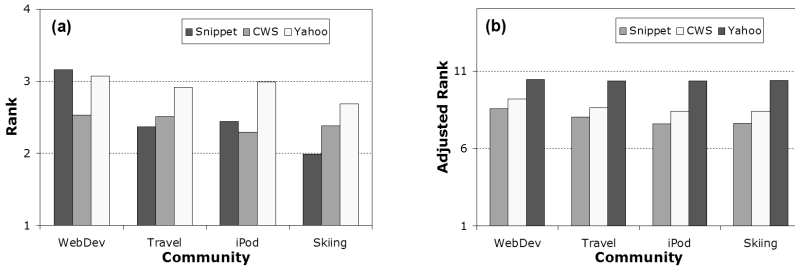 (a)
Snippet CWS Yahoo
4
3
2
1
Rank
WebDev Travel iPod Skiing
Community
(b)
Snippet CWS Yahoo
11
6
1
Adjusted Rank
WebDev Travel iPod Skiing
Community